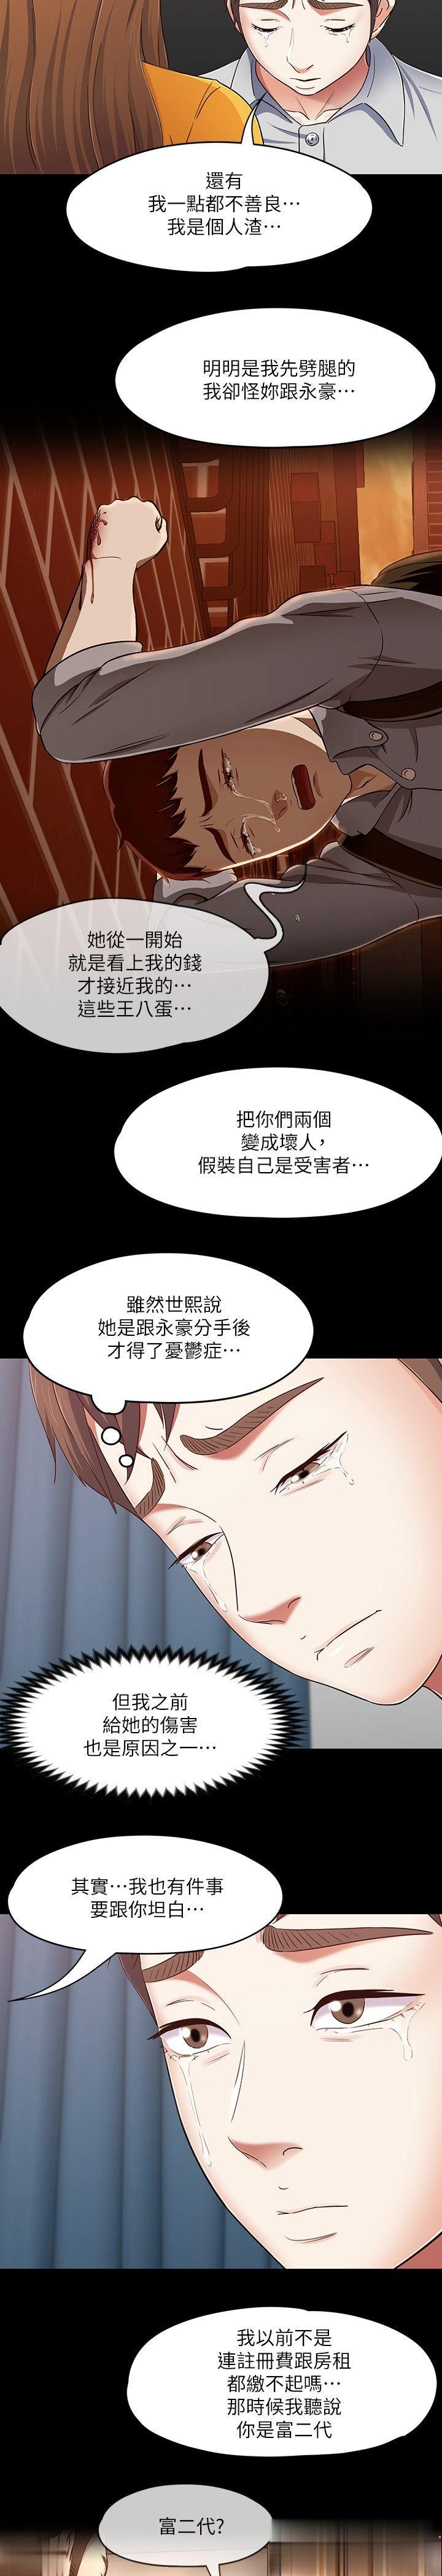 還有
我一點都不善良⋯
我是個人渣⋯
明明是我先劈腿的
我卻怪妳跟永豪⋯
她從一開始
就是看上我的錢
才接近我的⋯
這些王八蛋⋯
把你們兩個
變成壞人，
假裝自己是受害者⋯
雖然世熙說
她是跟永豪分手後
才得了憂鬱症⋯
但我之前
給她的傷害
也是原因之一⋯
其實⋯我也有件事
要跟你坦白⋯
我以前不是
連註冊費跟房租
都繳不起嗎⋯
那時候我聽說
你是富二代
富二代?